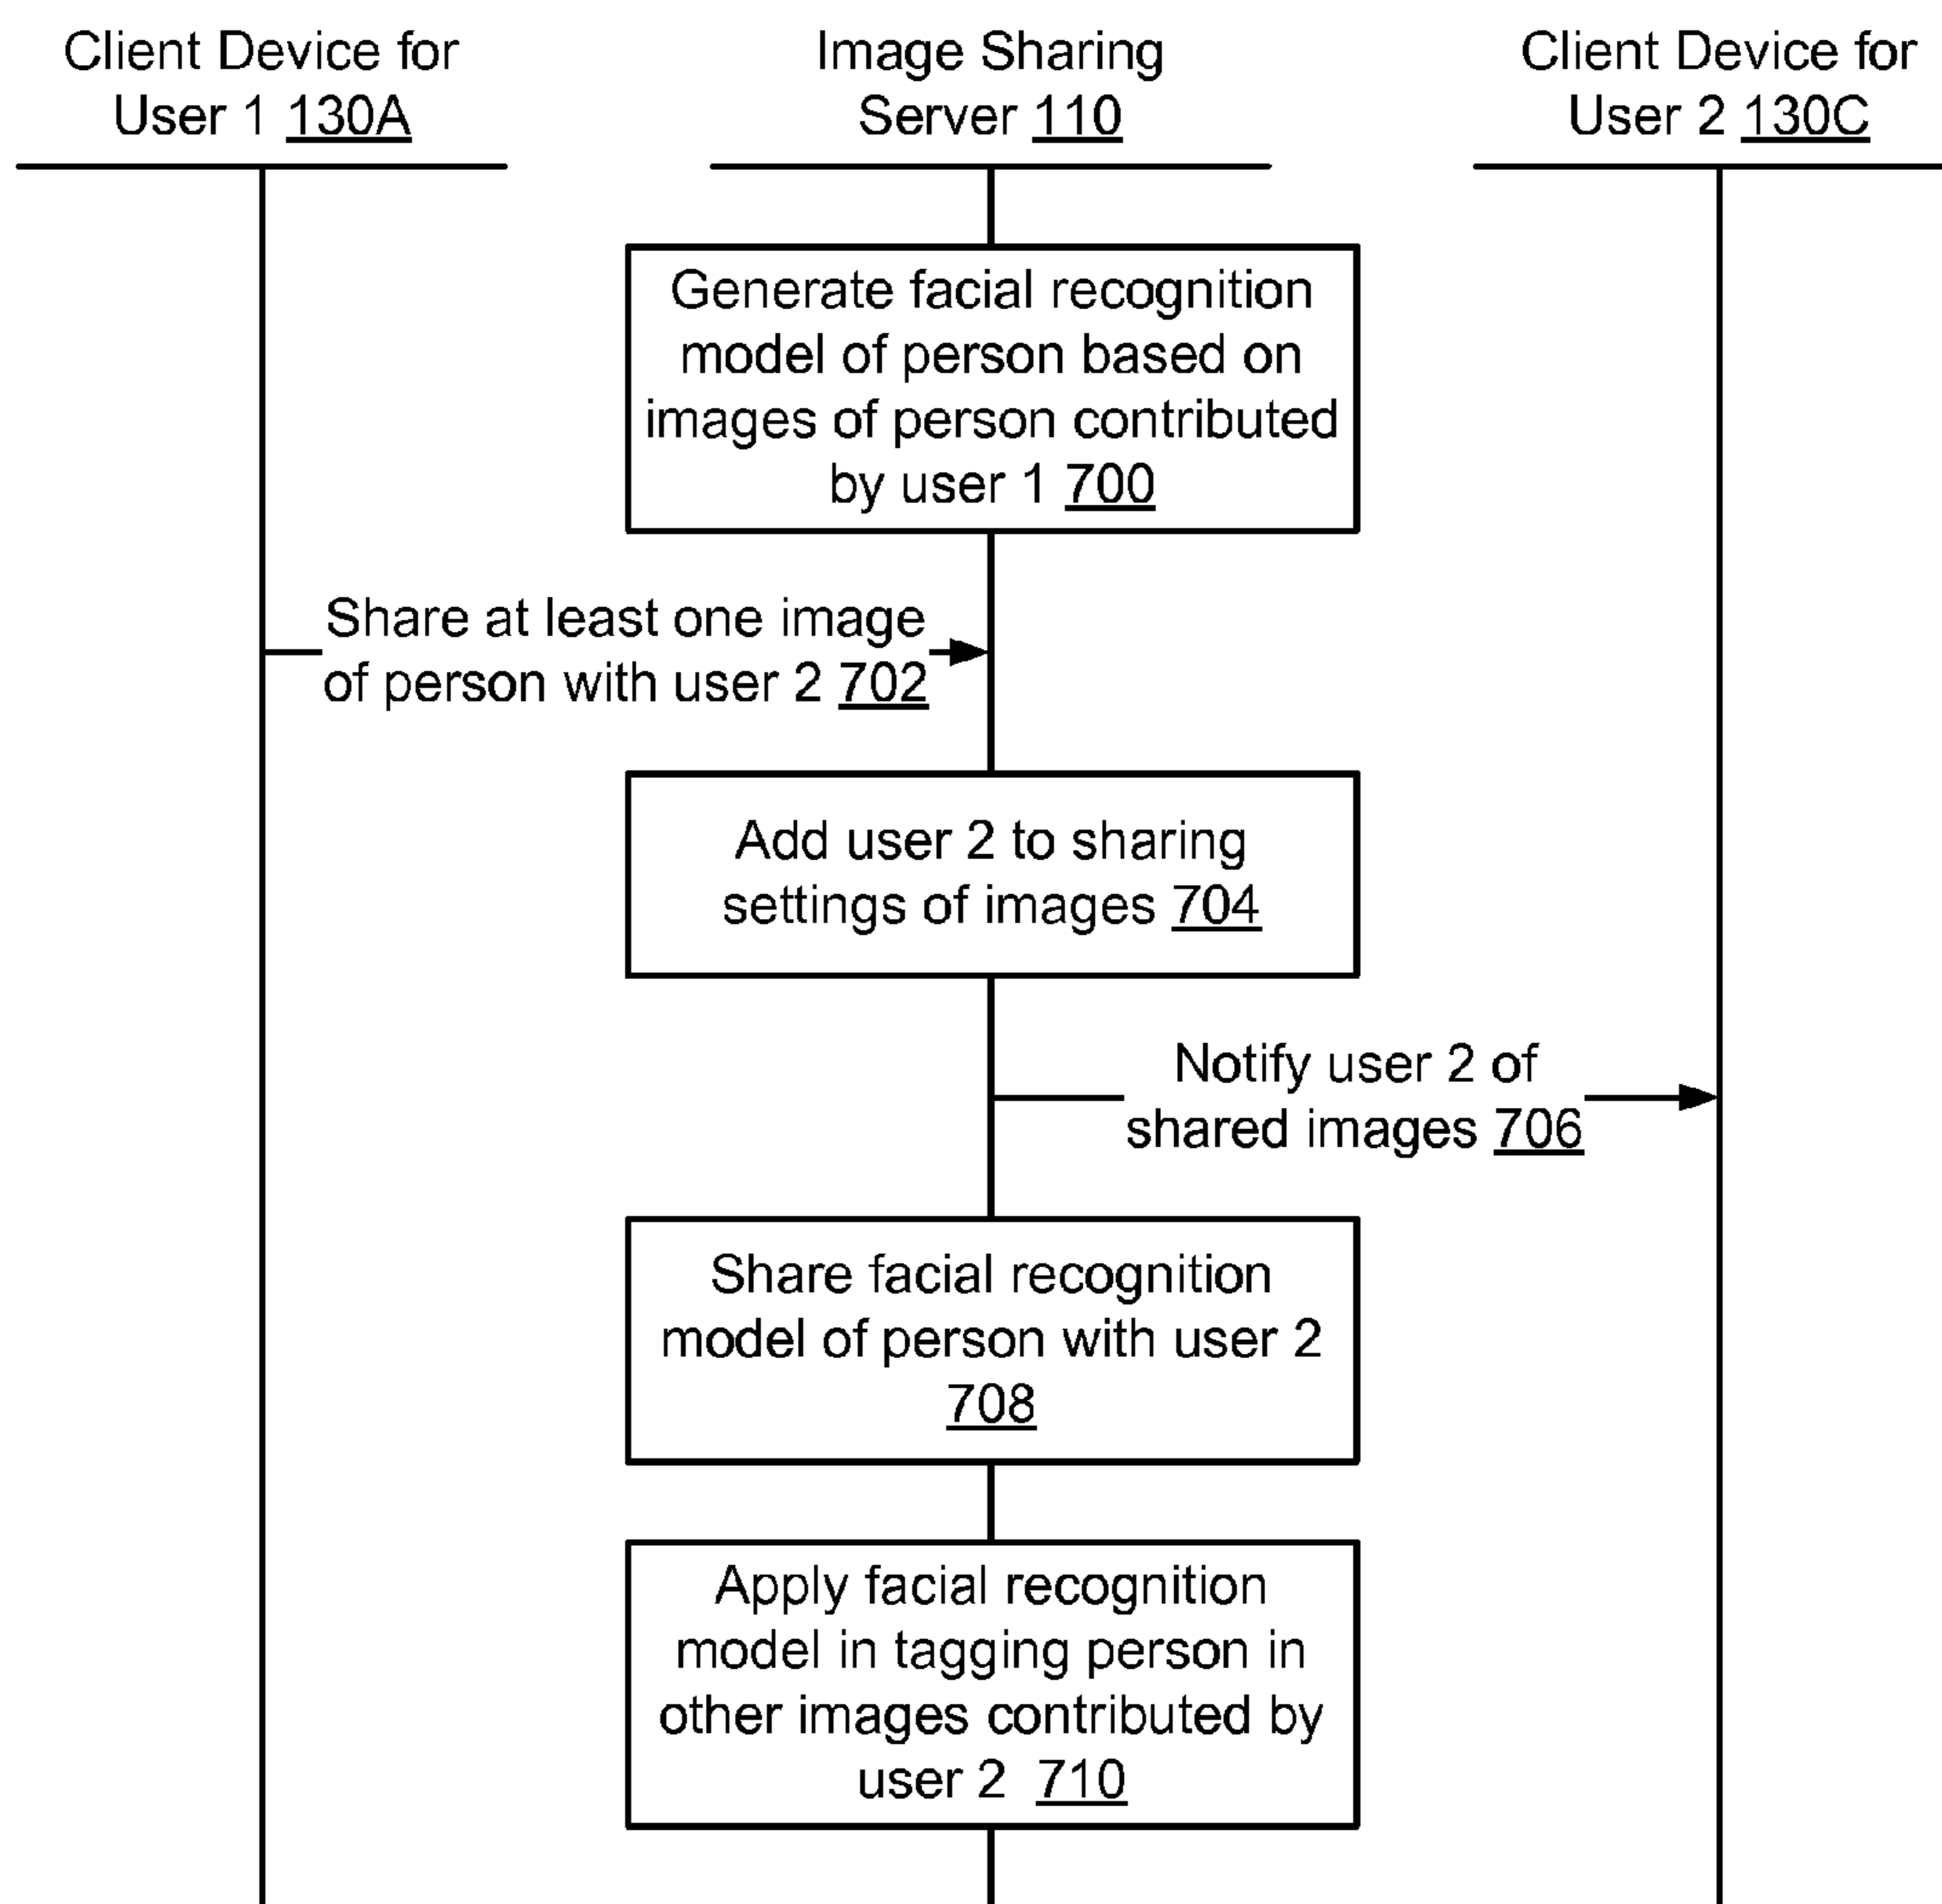 Client Device for
User 1 130A
Image Sharing
Server 110
Client Device for
User 2 130C
Generate facial recognition
model of person based on
images of person contributed
by user 1 700
Share at least one image
of person with user 2 702
Add user 2 to sharing
settings of images 704
Notify user 2 of
shared images 706
Share facial recognition
model of person with user 2
708
Apply facial recognition
model in tagging person in
other images contributed by
user 2 710